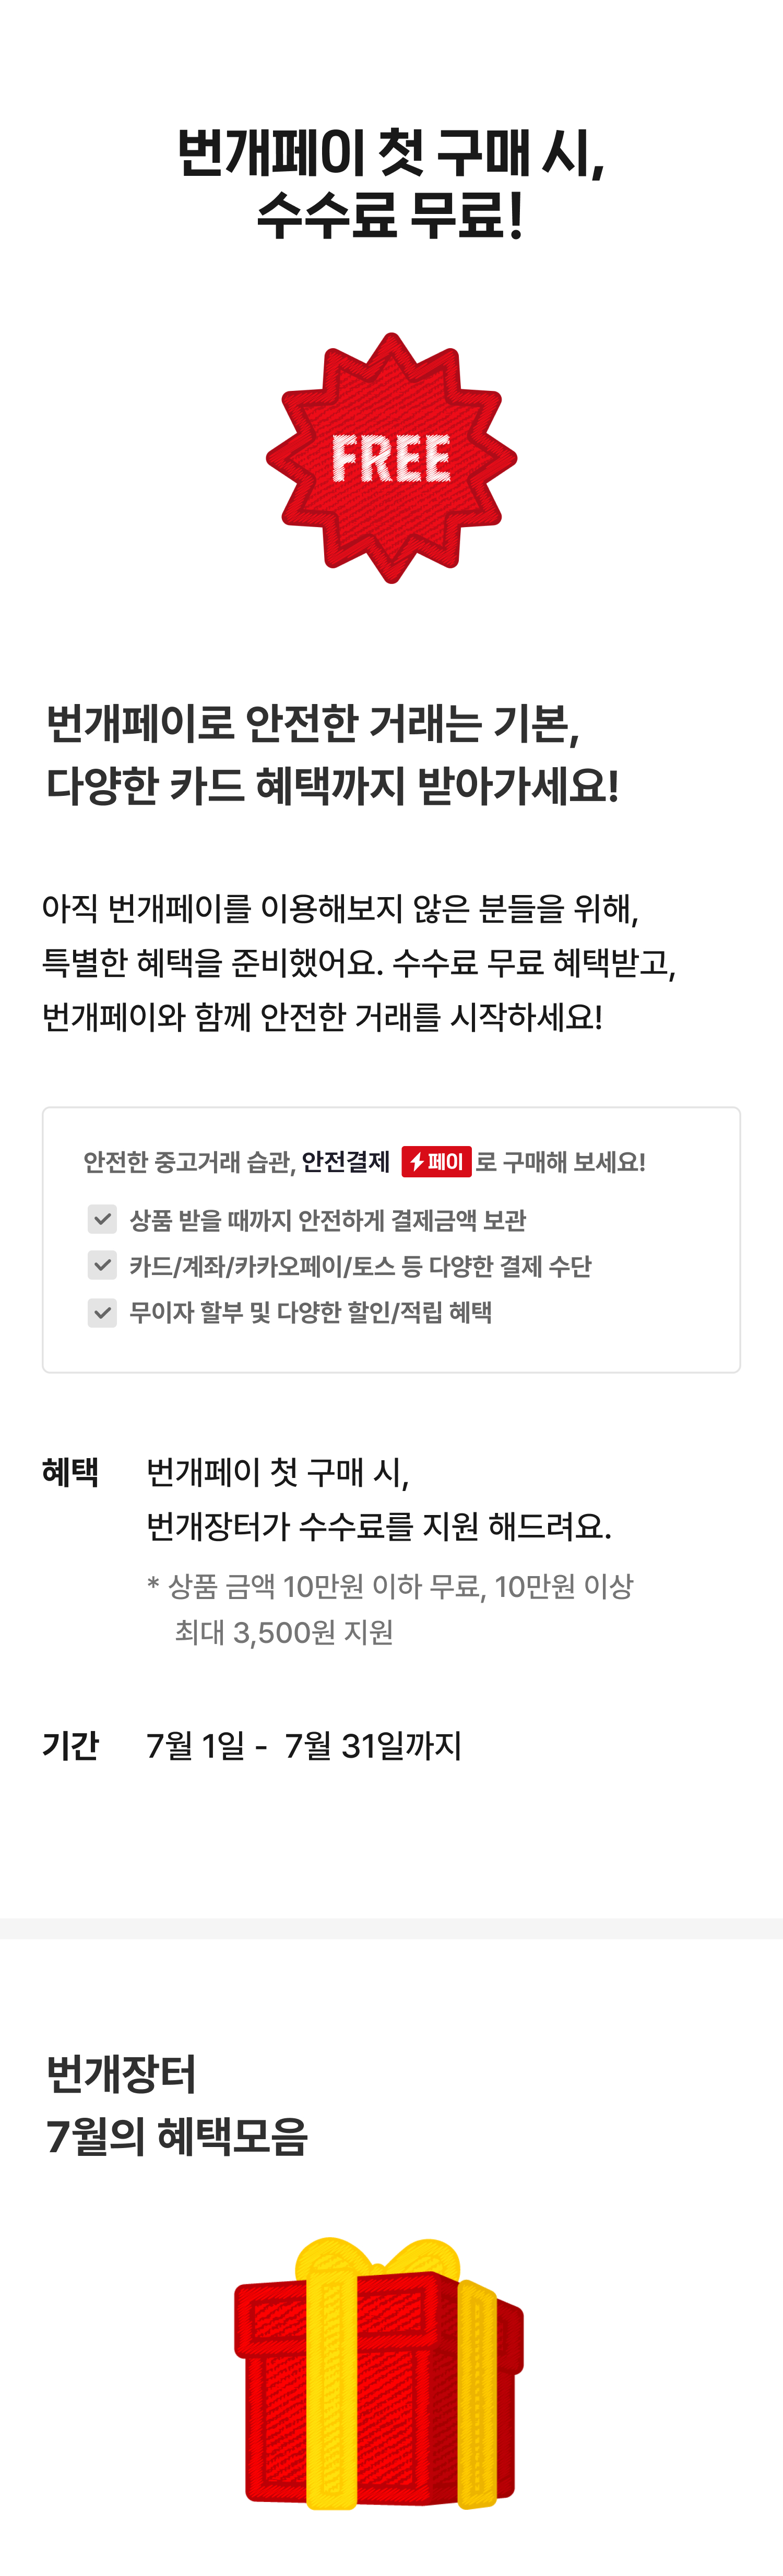 번개페이 첫 구매 시,
수수료 무료!
FREE
번개페이로 안전한 거래는 기본,
다양한 카드 혜택까지 받아가세요!
아직 번개페이를 이용해보지 않은 분들을 위해,
특별한 혜택을 준비했어요. 수수료 무료 혜택받고,
번개페이와 함께 안전한 거래를 시작하세요!
안전한 중고거래 습관, 안전결제 페이로 구매해 보세요!
상품 받을 때까지 안전하게 결제금액 보관
카드/계좌/카카오페이/토스 등 다양한 결제 수단
무이자 할부 및 다양한 할인/적립 혜택
혜택 번개페이 첫 구매 시,
번개장터가 수수료를 지원 해드려요.
* 상품 금액 10만원 이하 무료, 10만원 이상
최대 3,500원 지원
기간 7월 1일 - 7월 31일까지
번개장터
7월의 혜택모음